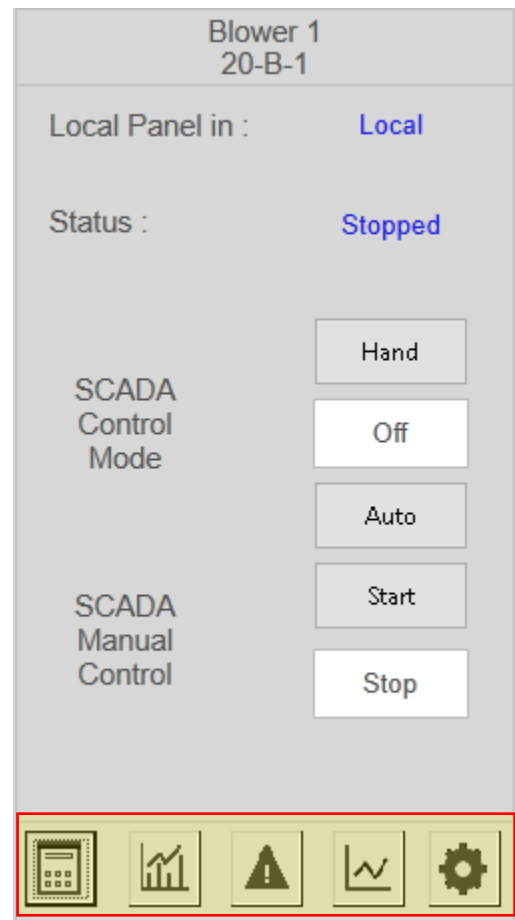 Blower 1
20-B-1
Local Panel in : Local
Status : Stopped
Hand
SCADA
Control
Mode
Off
Auto
Start
SCADA
Manual
Control
Stop